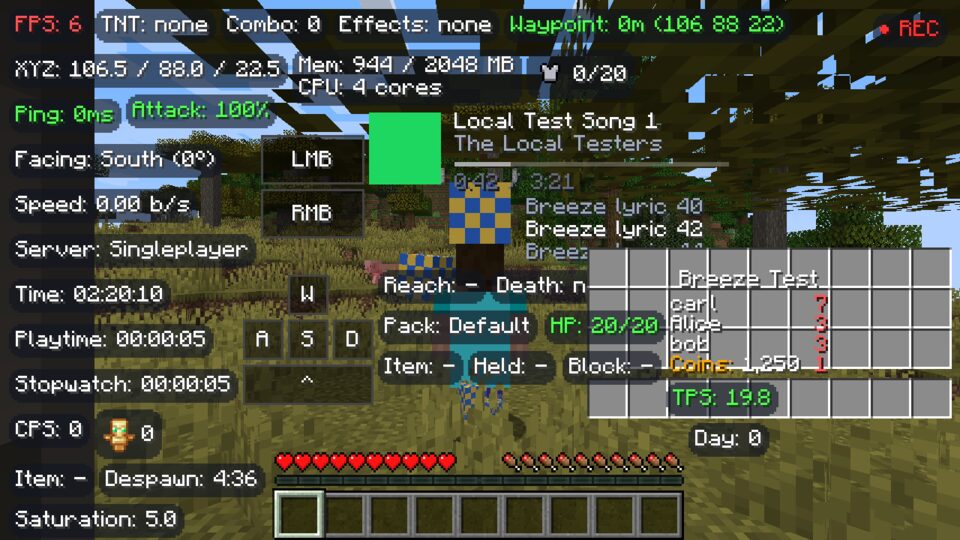 FPS: 6 TNT: none Combo: 0 Effects: none Waypoint: 0m (106 88 22) REC
XYZ: 106.5 / 88.0 / 22.5 Mem: 944 / 2048 MB
CPU: 4 cores
0/20
Ping: 0ms Attack: 100%
Local Test Song 1
The Local Testers
0:42 3:21
Facing: South (0°) LMB
Speed: 0.00 b/s RMB
Breeze lyric 40
Breeze lyric 42
Breeze lyric
Server: Singleplayer
Reach: - Death: n
Breeze Test
carl 7
Alice 3
bob 3
Coins: 1,250 1
Time: 02:20:10 W
Pack: Default HP: 20/20
Playtime: 00:00:05 A S D
Item: - Held: - Block: -
Stopwatch: 00:00:05 ^
TPS: 19.8
CPS: 0 0
Day: 0
Item: - Despawn: 4:36
Saturation: 5.0